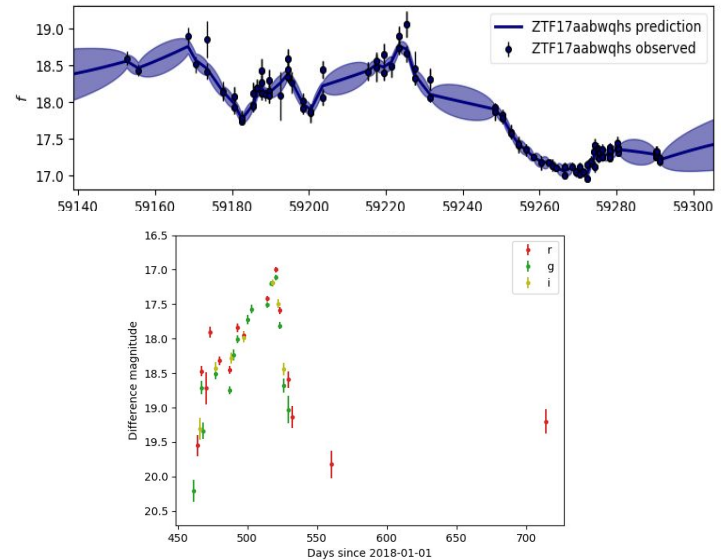 19.0
18.5
18.0
17.5
17.0
f
ZTF17aabwqhs prediction
ZTF17aabwqhs observed
59140 59160 59180 59200 59220 59240 59260 59280 59300
16.5
17.0
17.5
18.0
18.5
19.0
19.5
20.0
20.5
Difference magnitude
r
g
i
450 500 550 600 650 700
Days since 2018-01-01